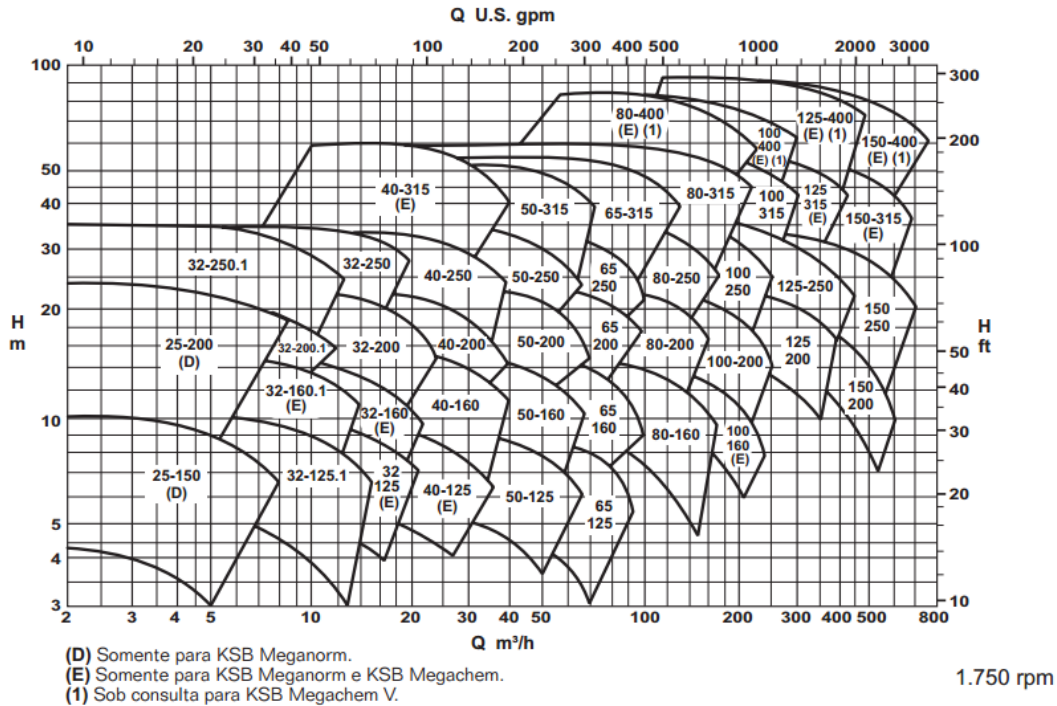 Q U.S. gpm
10 20 30 40 50 100 200 300 400 500 1000 2000 3000
100
50
40
30
20
10
5
4
3
H
m
300
200
100
50
40
30
20
10
H
ft
80-400
(E) (1)
100
400
(E) (1)
125-400
(E) (1)
150-400
(E) (1)
40-315
(E)
50-315
65-315
80-315
100
315
125
315
(E)
150-315
(E)
32-250.1
32-250
40-250
50-250
65
250
80-250
100
250
125-250
150
250
25-200
(D)
32-200.1
32-200
40-200
50-200
65
200
80-200
100-200
125
200
150
200
32-160.1
(E)
32-160
(E)
40-160
50-160
65
160
80-160
100
160
(E)
25-150
(D)
32-125.1
32
125
(E)
40-125
(E)
50-125
65
125
2 3 4 5 10 20 30 40 50 100 200 300 400 500 800
Q m³/h
(D) Somente para KSB Meganorm.
(E) Somente para KSB Meganorm e KSB Megachem.
(1) Sob consulta para KSB Megachem V.
1.750 rpm